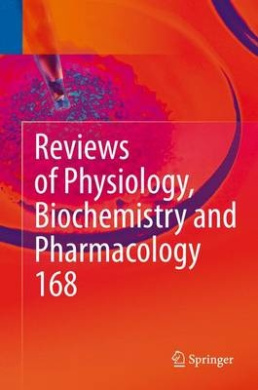 Reviews
of Physiology,
Biochemistry and
Pharmacology
168
Springer